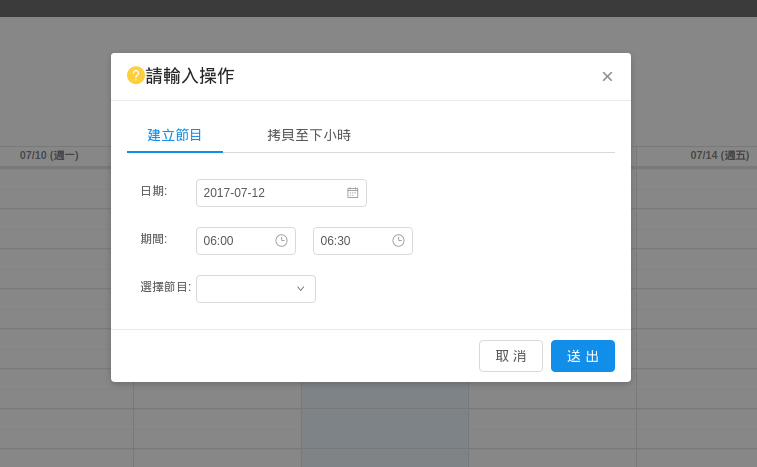 ?請輸入操作
建立節目 拷貝至下小時
07/10 (週一) 07/14 (週五)
日期: 2017-07-12
期間: 06:00 06:30
選擇節目:
取 消 送 出